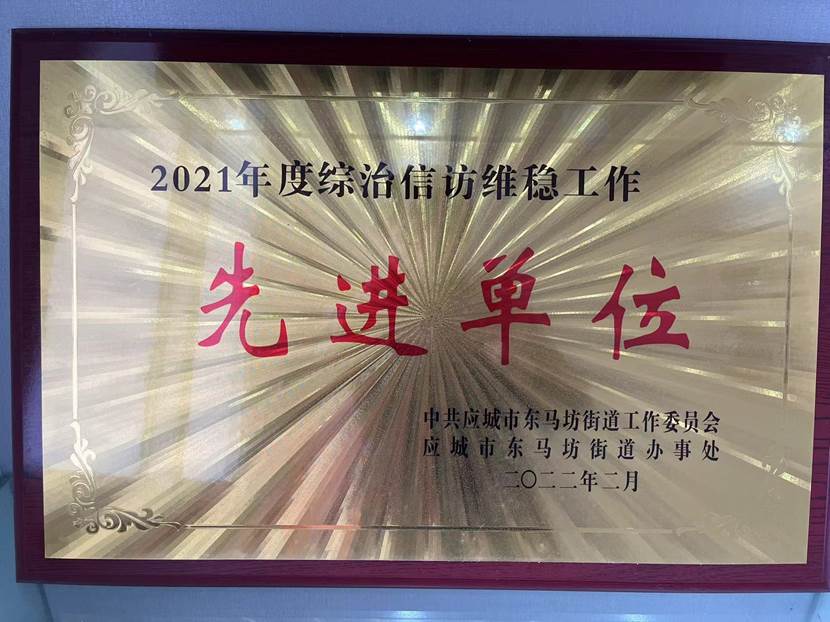 2021年度综治信访维稳工作
先进单位
中共应城市东马坊街道工作委员会
应城市东马坊街道办事处
二〇二二年二月